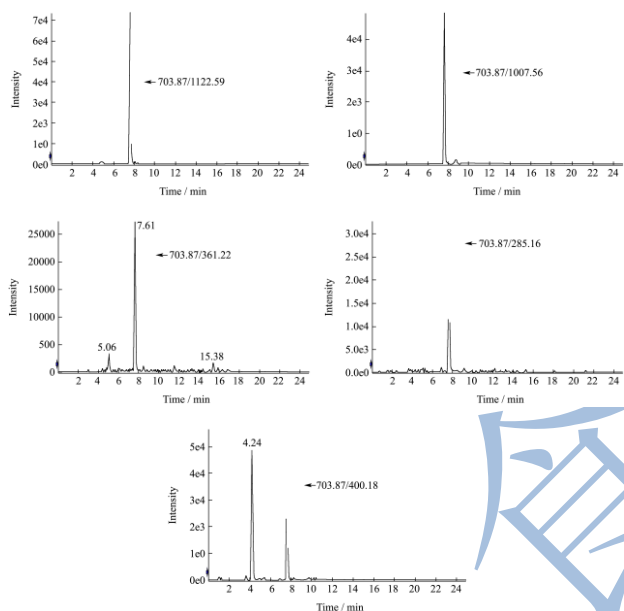 7e4
6e4
5e4
4e4
3e4
2e4
1e0
0e0
Intensity
703.87/1122.59
2 4 6 8 10 12 14 16 18 20 22 24
Time / min
4e4
3e4
2e4
1e0
0e0
Intensity
703.87/1007.56
2 4 6 8 10 12 14 16 18 20 22 24
Time / min
25000
20000
15000
10000
500
0
Intensity
7.61
703.87/361.22
5.06
15.38
2 4 6 8 10 12 14 16 18 20 22 24
Time / min
3.0e4
2.5e4
2.0e4
1.5e4
1.0e4
5.0e3
0.0e0
Intensity
703.87/285.16
2 4 6 8 10 12 14 16 18 20 22 24
Time / min
5e4
4e4
3e4
2e4
1e0
0e0
Intensity
4.24
703.87/400.18
2 4 6 8 10 12 14 16 18 20 22 24
Time / min